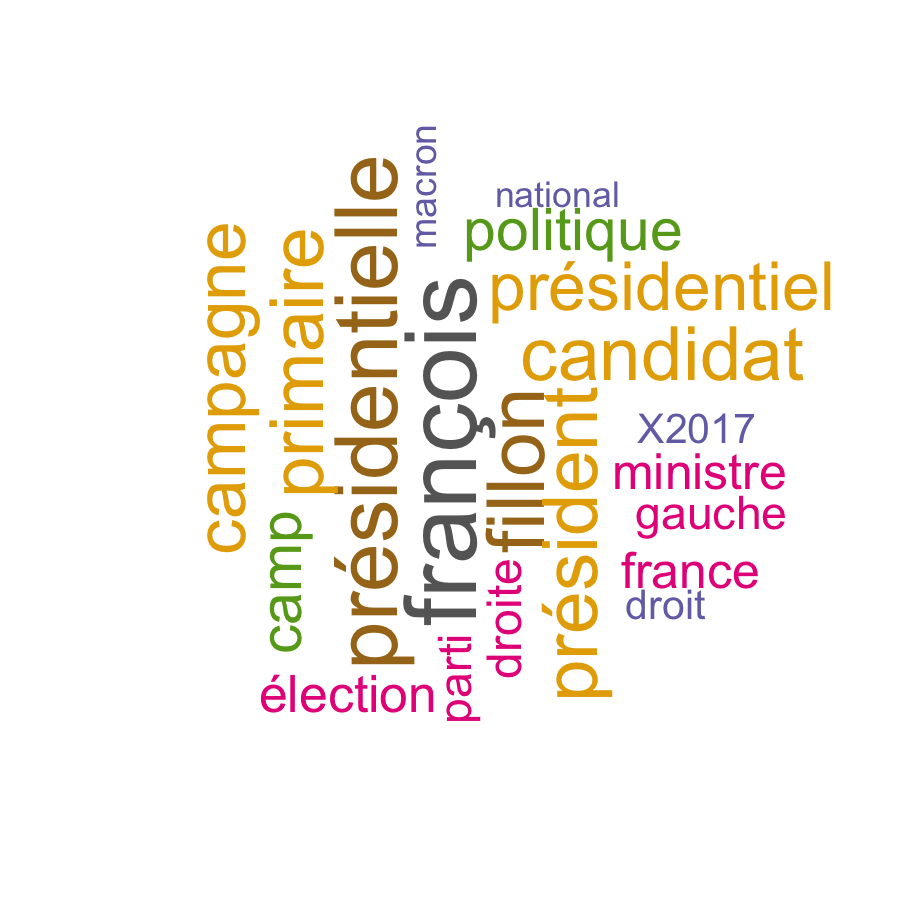 campagne
primaire
présidentielle
macron
national
politique
présidentiel
candidat
françois
fillon
président
X2017
ministre
gauche
france
droit
camp
droite
parti
élection